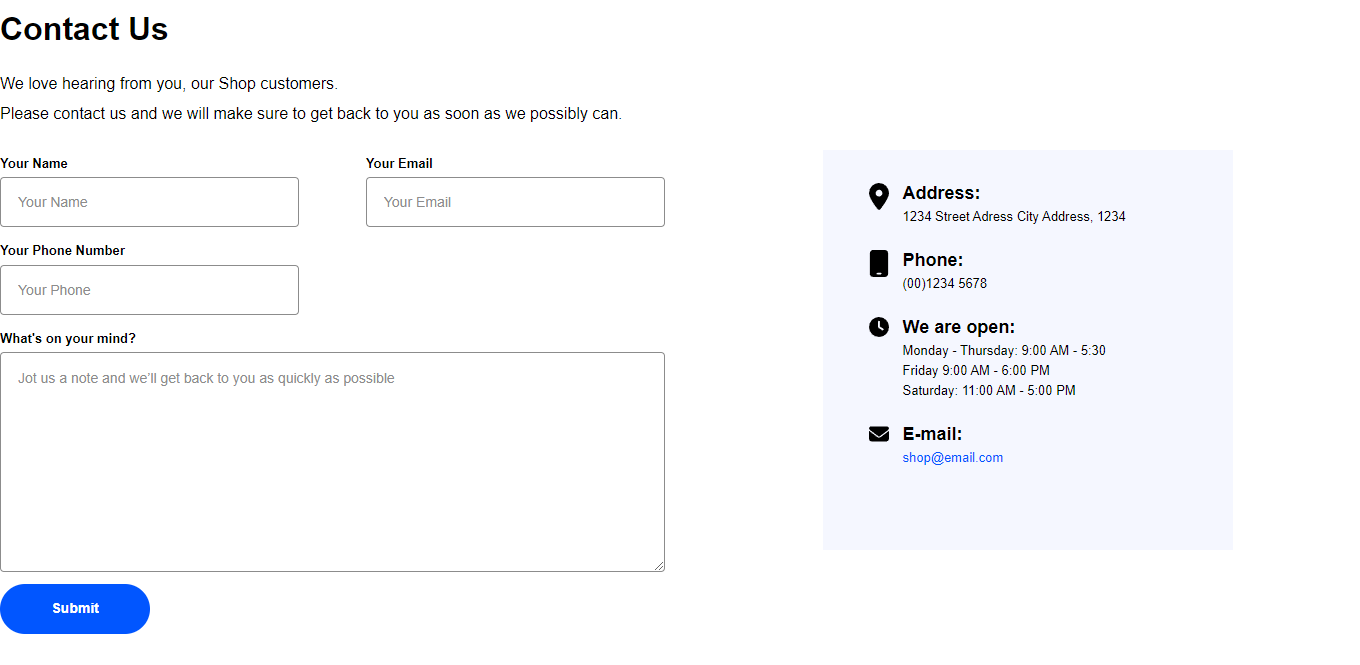 Contact Us
We love hearing from you, our Shop customers.
Please contact us and we will make sure to get back to you as soon as we possibly can.
Your Name
Your Email
Your Name
Your Email
Your Phone Number
Your Phone
What's on your mind?
Jot us a note and we'll get back to you as quickly as possible
Submit
Address:
1234 Street Adress City Address, 1234
Phone:
(00)1234 5678
We are open:
Monday - Thursday: 9:00 AM - 5:30
Friday 9:00 AM - 6:00 PM
Saturday: 11:00 AM - 5:00 PM
E-mail:
shop@email.com